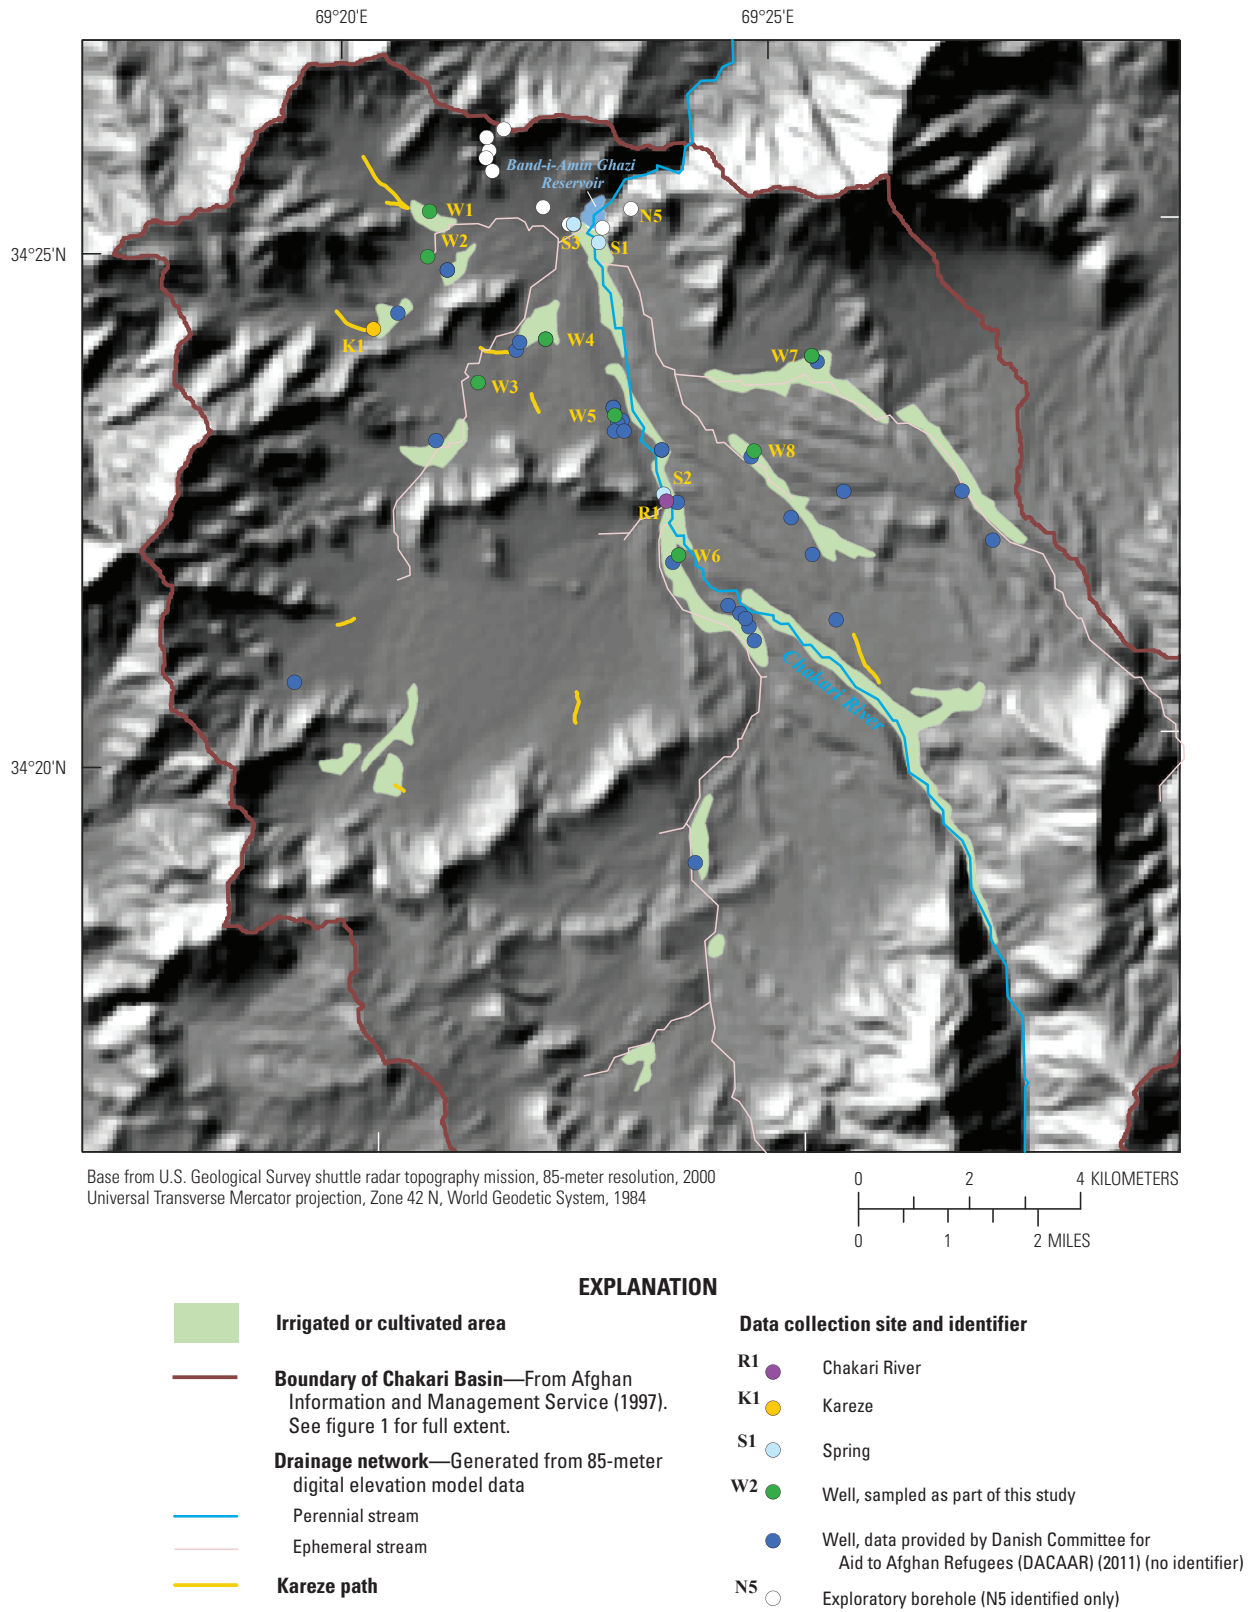 69°20'E
69°25'E
Band-i-Amin Ghazi
Reservoir
W1
N5
W2
S3
S1
34°25'N
K1
W4
W7
W3
W5
W8
S2
R1
W6
Chakari River
34°20'N
Base from U.S. Geological Survey shuttle radar topography mission, 85-meter resolution, 2000
Universal Transverse Mercator projection, Zone 42 N, World Geodetic System, 1984
0 2 4 KILOMETERS
0 1 2 MILES
EXPLANATION
Irrigated or cultivated area
Boundary of Chakari Basin—From Afghan
Information and Management Service (1997).
See figure 1 for full extent.
Drainage network—Generated from 85-meter
digital elevation model data
Perennial stream
Ephemeral stream
Kareze path
Data collection site and identifier
R1 Chakari River
K1 Kareze
S1 Spring
W2 Well, sampled as part of this study
Well, data provided by Danish Committee for
Aid to Afghan Refugees (DACAAR) (2011) (no identifier)
N5 Exploratory borehole (N5 identified only)